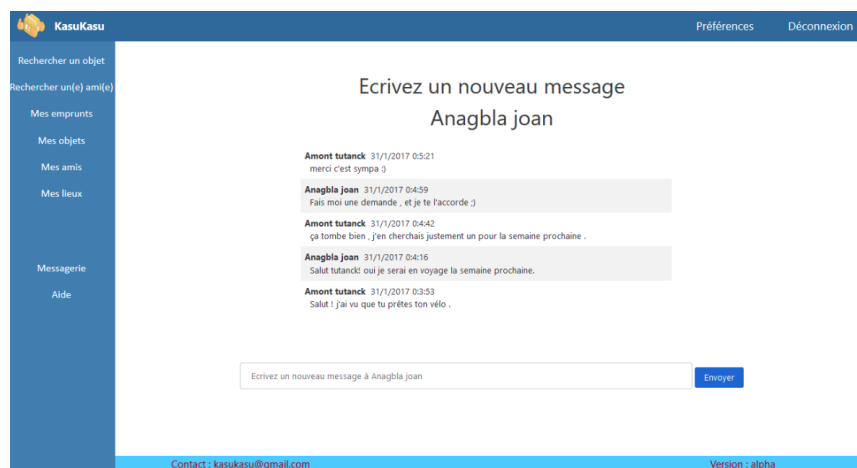 KasuKasu
Préférences
Déconnexion
Rechercher un objet
Rechercher un(e) ami(e)
Mes emprunts
Mes objets
Mes amis
Mes lieux
Messagerie
Aide
Ecrivez un nouveau message
Anagbla joan
Amont tutanck 31/1/2017 0:5:21
merci c'est sympa :)
Anagbla joan 31/1/2017 0:4:59
Fais moi une demande , et je te l'accorde ;)
Amont tutanck 31/1/2017 0:4:42
ça tombe bien , j'en cherchais justement un pour la semaine prochaine .
Anagbla joan 31/1/2017 0:4:16
Salut tutanck! oui je serai en voyage la semaine prochaine.
Amont tutanck 31/1/2017 0:3:53
Salut ! j'ai vu que tu prêtes ton vélo .
Ecrivez un nouveau message à Anagbla joan
Envoyer
Contact : kasukasu@gmail.com
Version : alpha